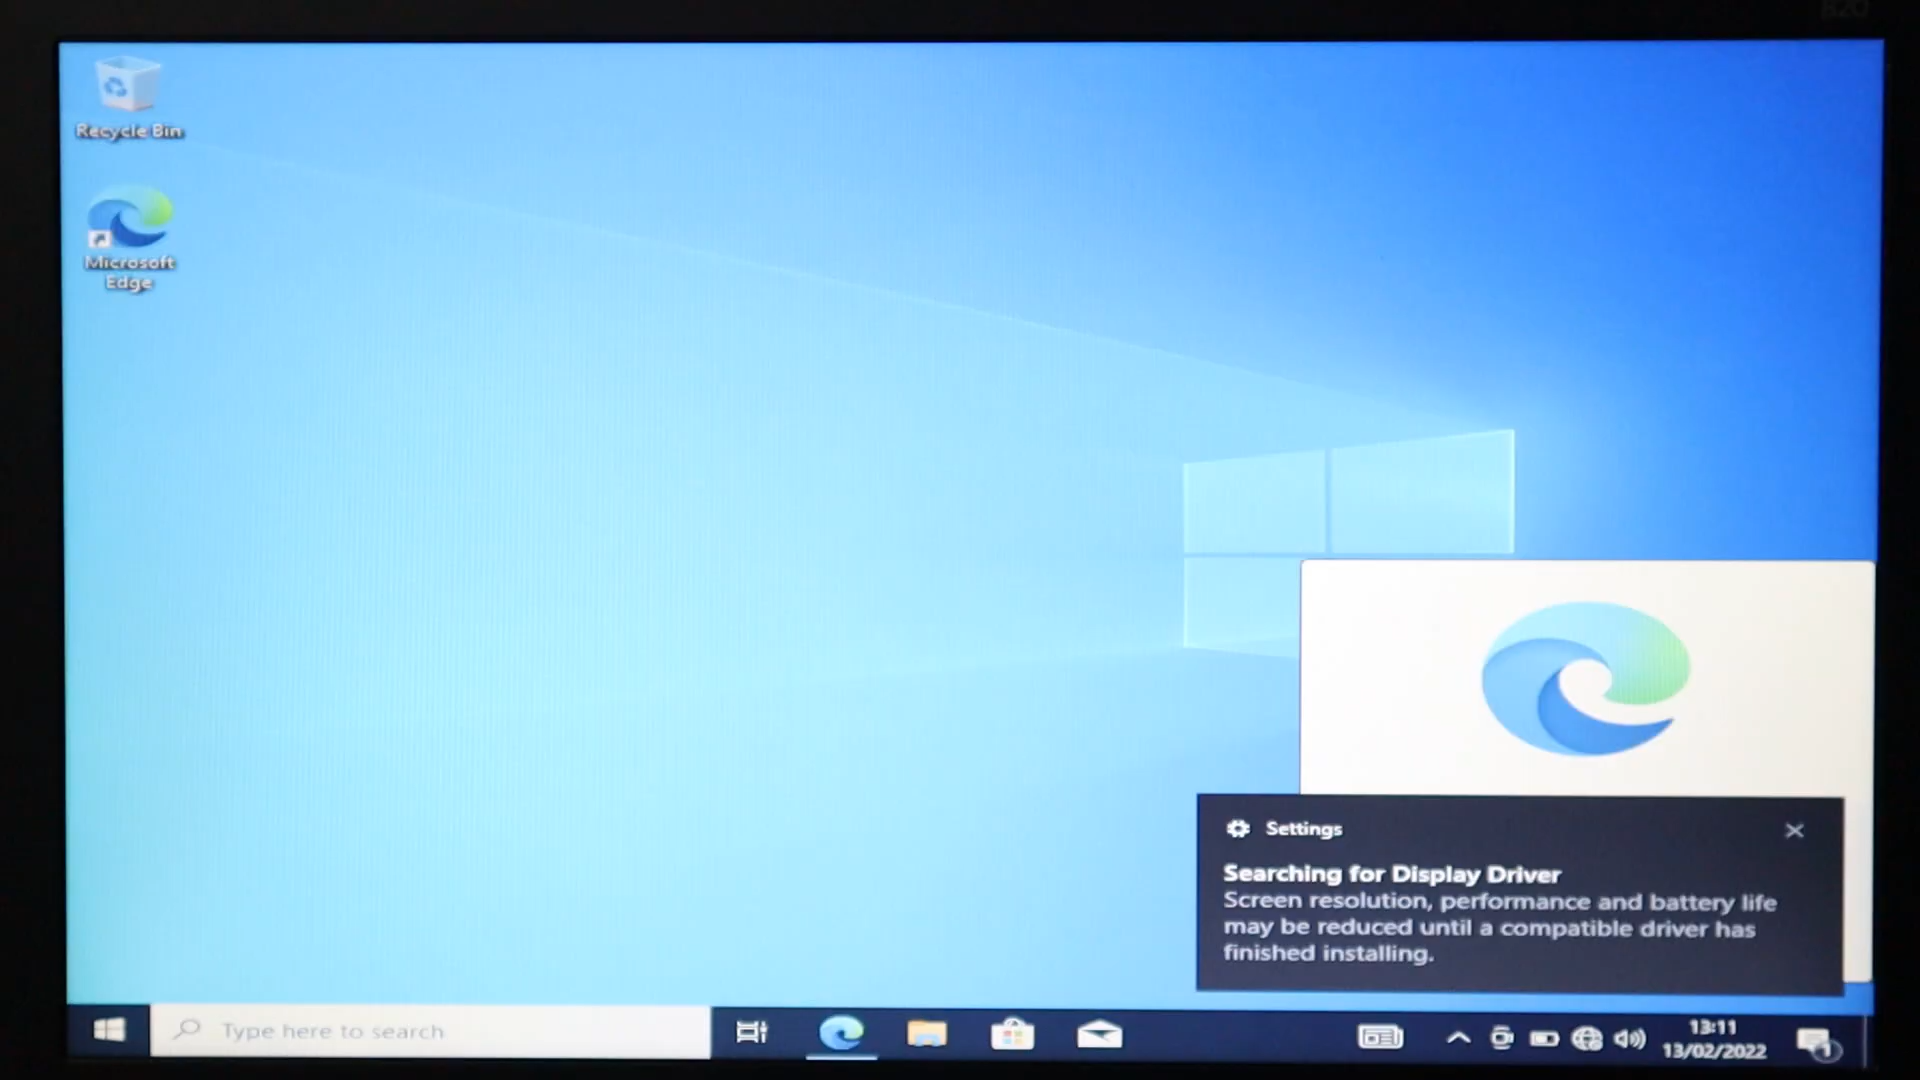 Recycle Bin
Microsoft
Edge
Settings
Searching for Display Driver
Screen resolution, performance and battery life
may be reduced until a compatible driver has
finished installing.
Type here to search
13:11
13/02/2022
1